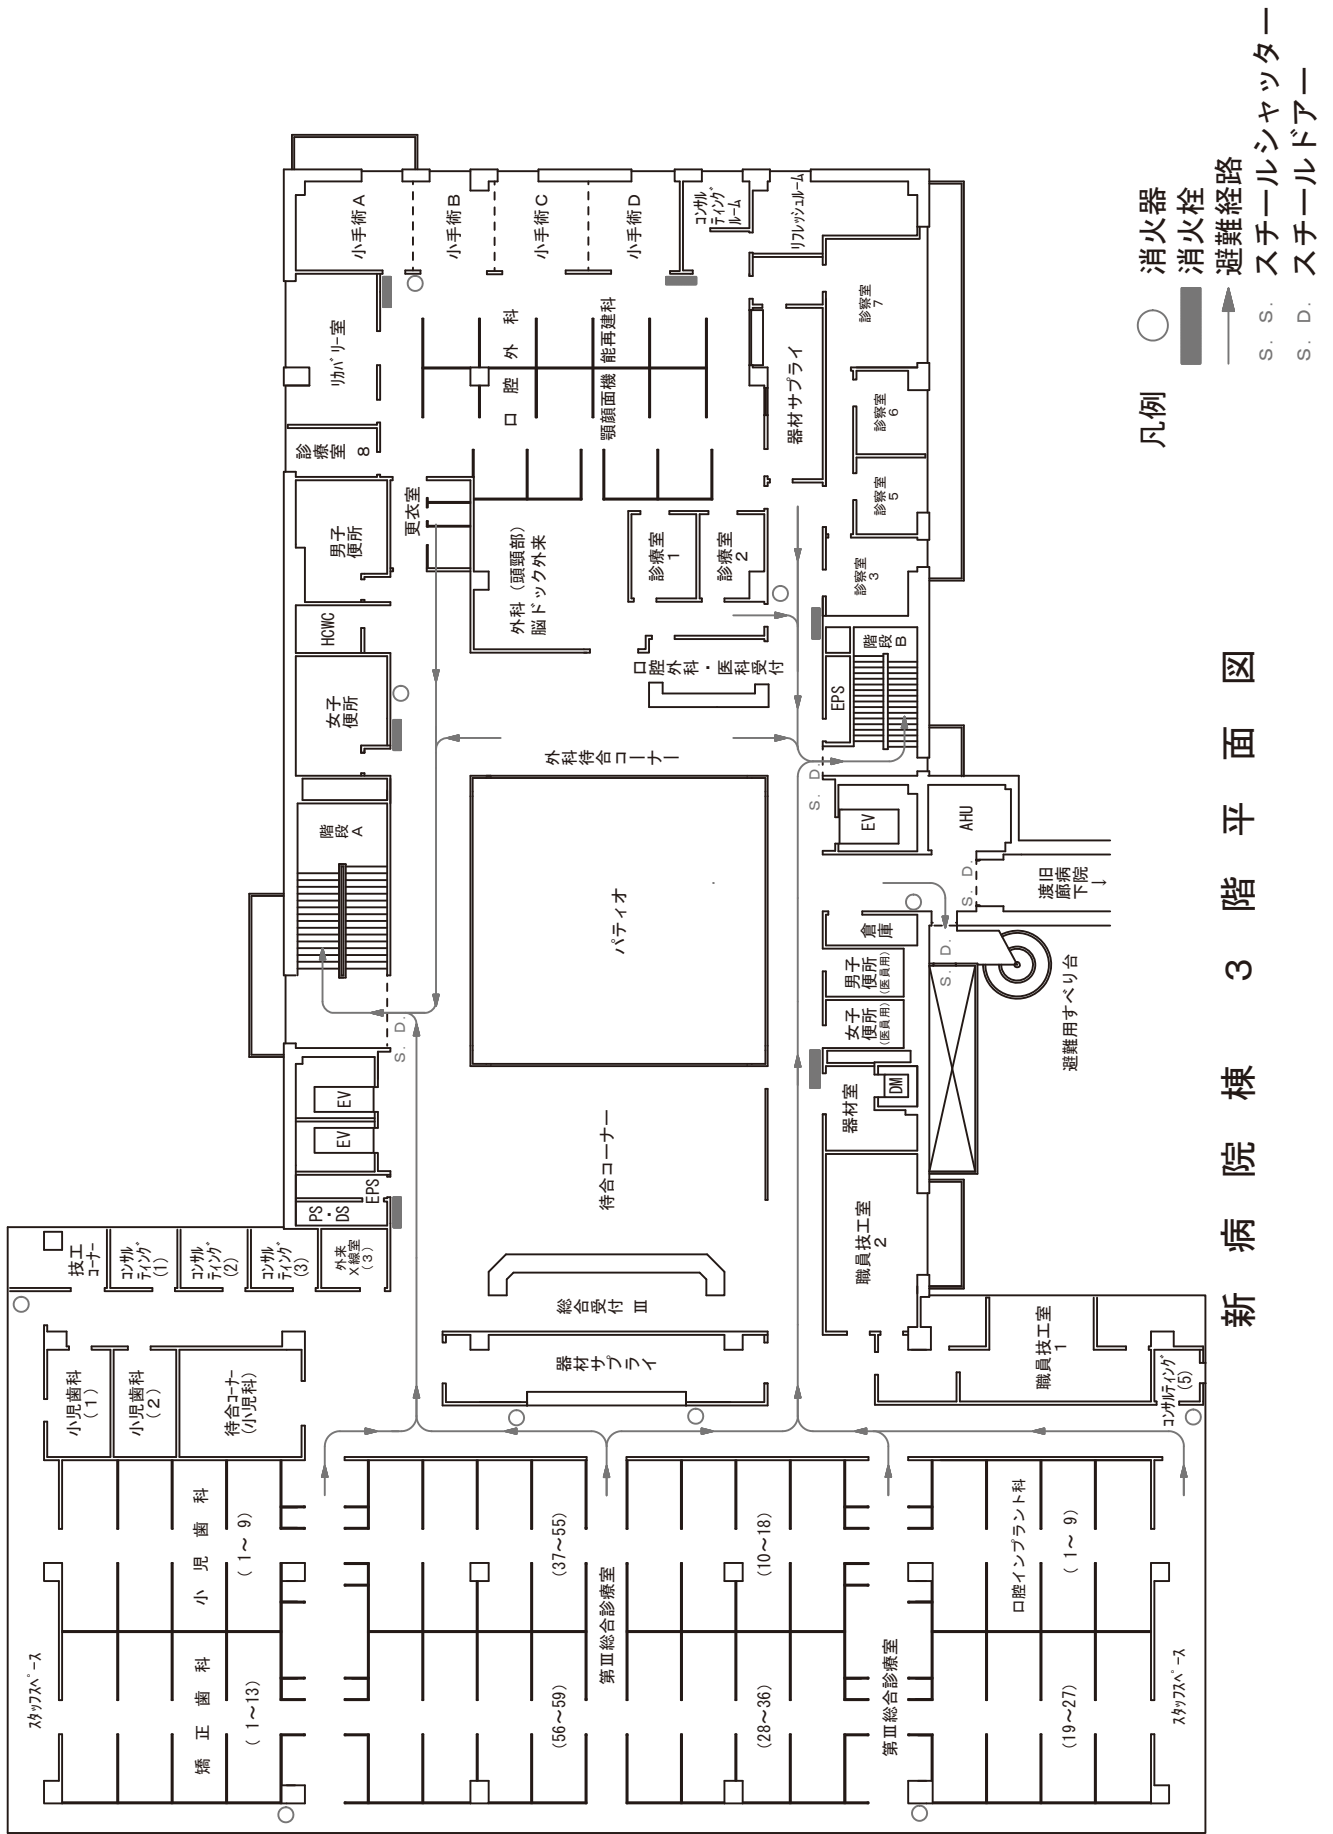 新病院棟3階平面図
凡例
消火器
消火栓
避難経路
S. S. スチールシャッター
S. D. スチールドアー
スタッフスペース
矯正歯科
(1～13)
小児歯科
(1～9)
小児歯科
(1)
小児歯科
(2)
待合コーナー
(小児科)
技工
コーナー
コンサル
ティング
(1)
コンサル
ティング
(2)
コンサル
ティング
(3)
外来
X線室
(3)
PS・DS
EPS
EV
EV
S. D.
階段
A
女子
便所
HCWC
男子
便所
更衣室
診療室
8
リカバリー室
小手術A
小手術B
小手術C
小手術D
コンサル
ティング
ルーム
リフレッシュルーム
口腔外科
顎顔面機能再建科
外科(頭頸部)
脳ドック外来
診療室
1
診療室
2
口腔外科・医科受付
外科待合コーナー
パティオ
待合コーナー
総合受付 Ⅲ
器材サプライ
器材サプライ
診察室
7
診察室
6
診察室
5
診察室
3
階段
B
EPS
S. D.
EV
AHU
S. D.
旧病院
渡廊下
→
S. D.
倉庫
男子
便所
(医員用)
女子
便所
(医員用)
避難用すべり台
DM
器材室
職員技工室
2
職員技工室
1
コンサルティング
(5)
(56～59)
(37～55)
第Ⅲ総合診療室
(28～36)
(10～18)
第Ⅲ総合診療室
(19～27)
口腔インプラント科
(1～9)
スタッフスペース